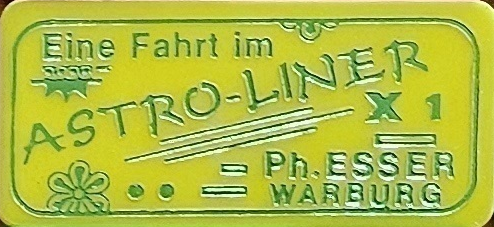 Eine Fahrt im
ASTRO-LINER
X 1
Ph. ESSER
WARBURG